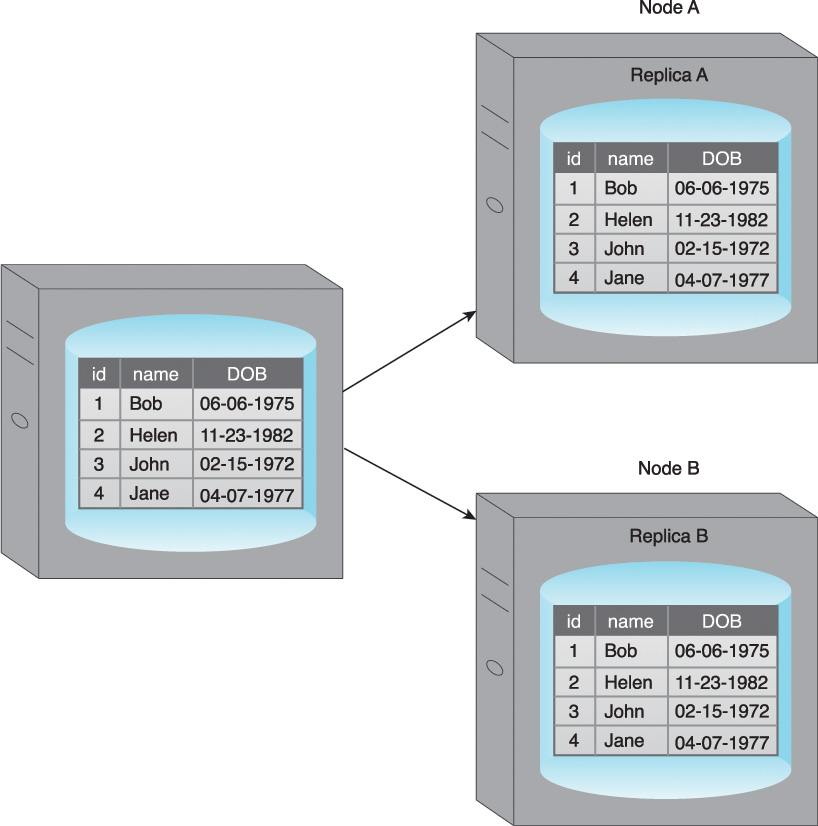 Node A
Replica A
id name DOB
1 Bob 06-06-1975
2 Helen 11-23-1982
3 John 02-15-1972
4 Jane 04-07-1977
id name DOB
1 Bob 06-06-1975
2 Helen 11-23-1982
3 John 02-15-1972
4 Jane 04-07-1977
Node B
Replica B
id name DOB
1 Bob 06-06-1975
2 Helen 11-23-1982
3 John 02-15-1972
4 Jane 04-07-1977